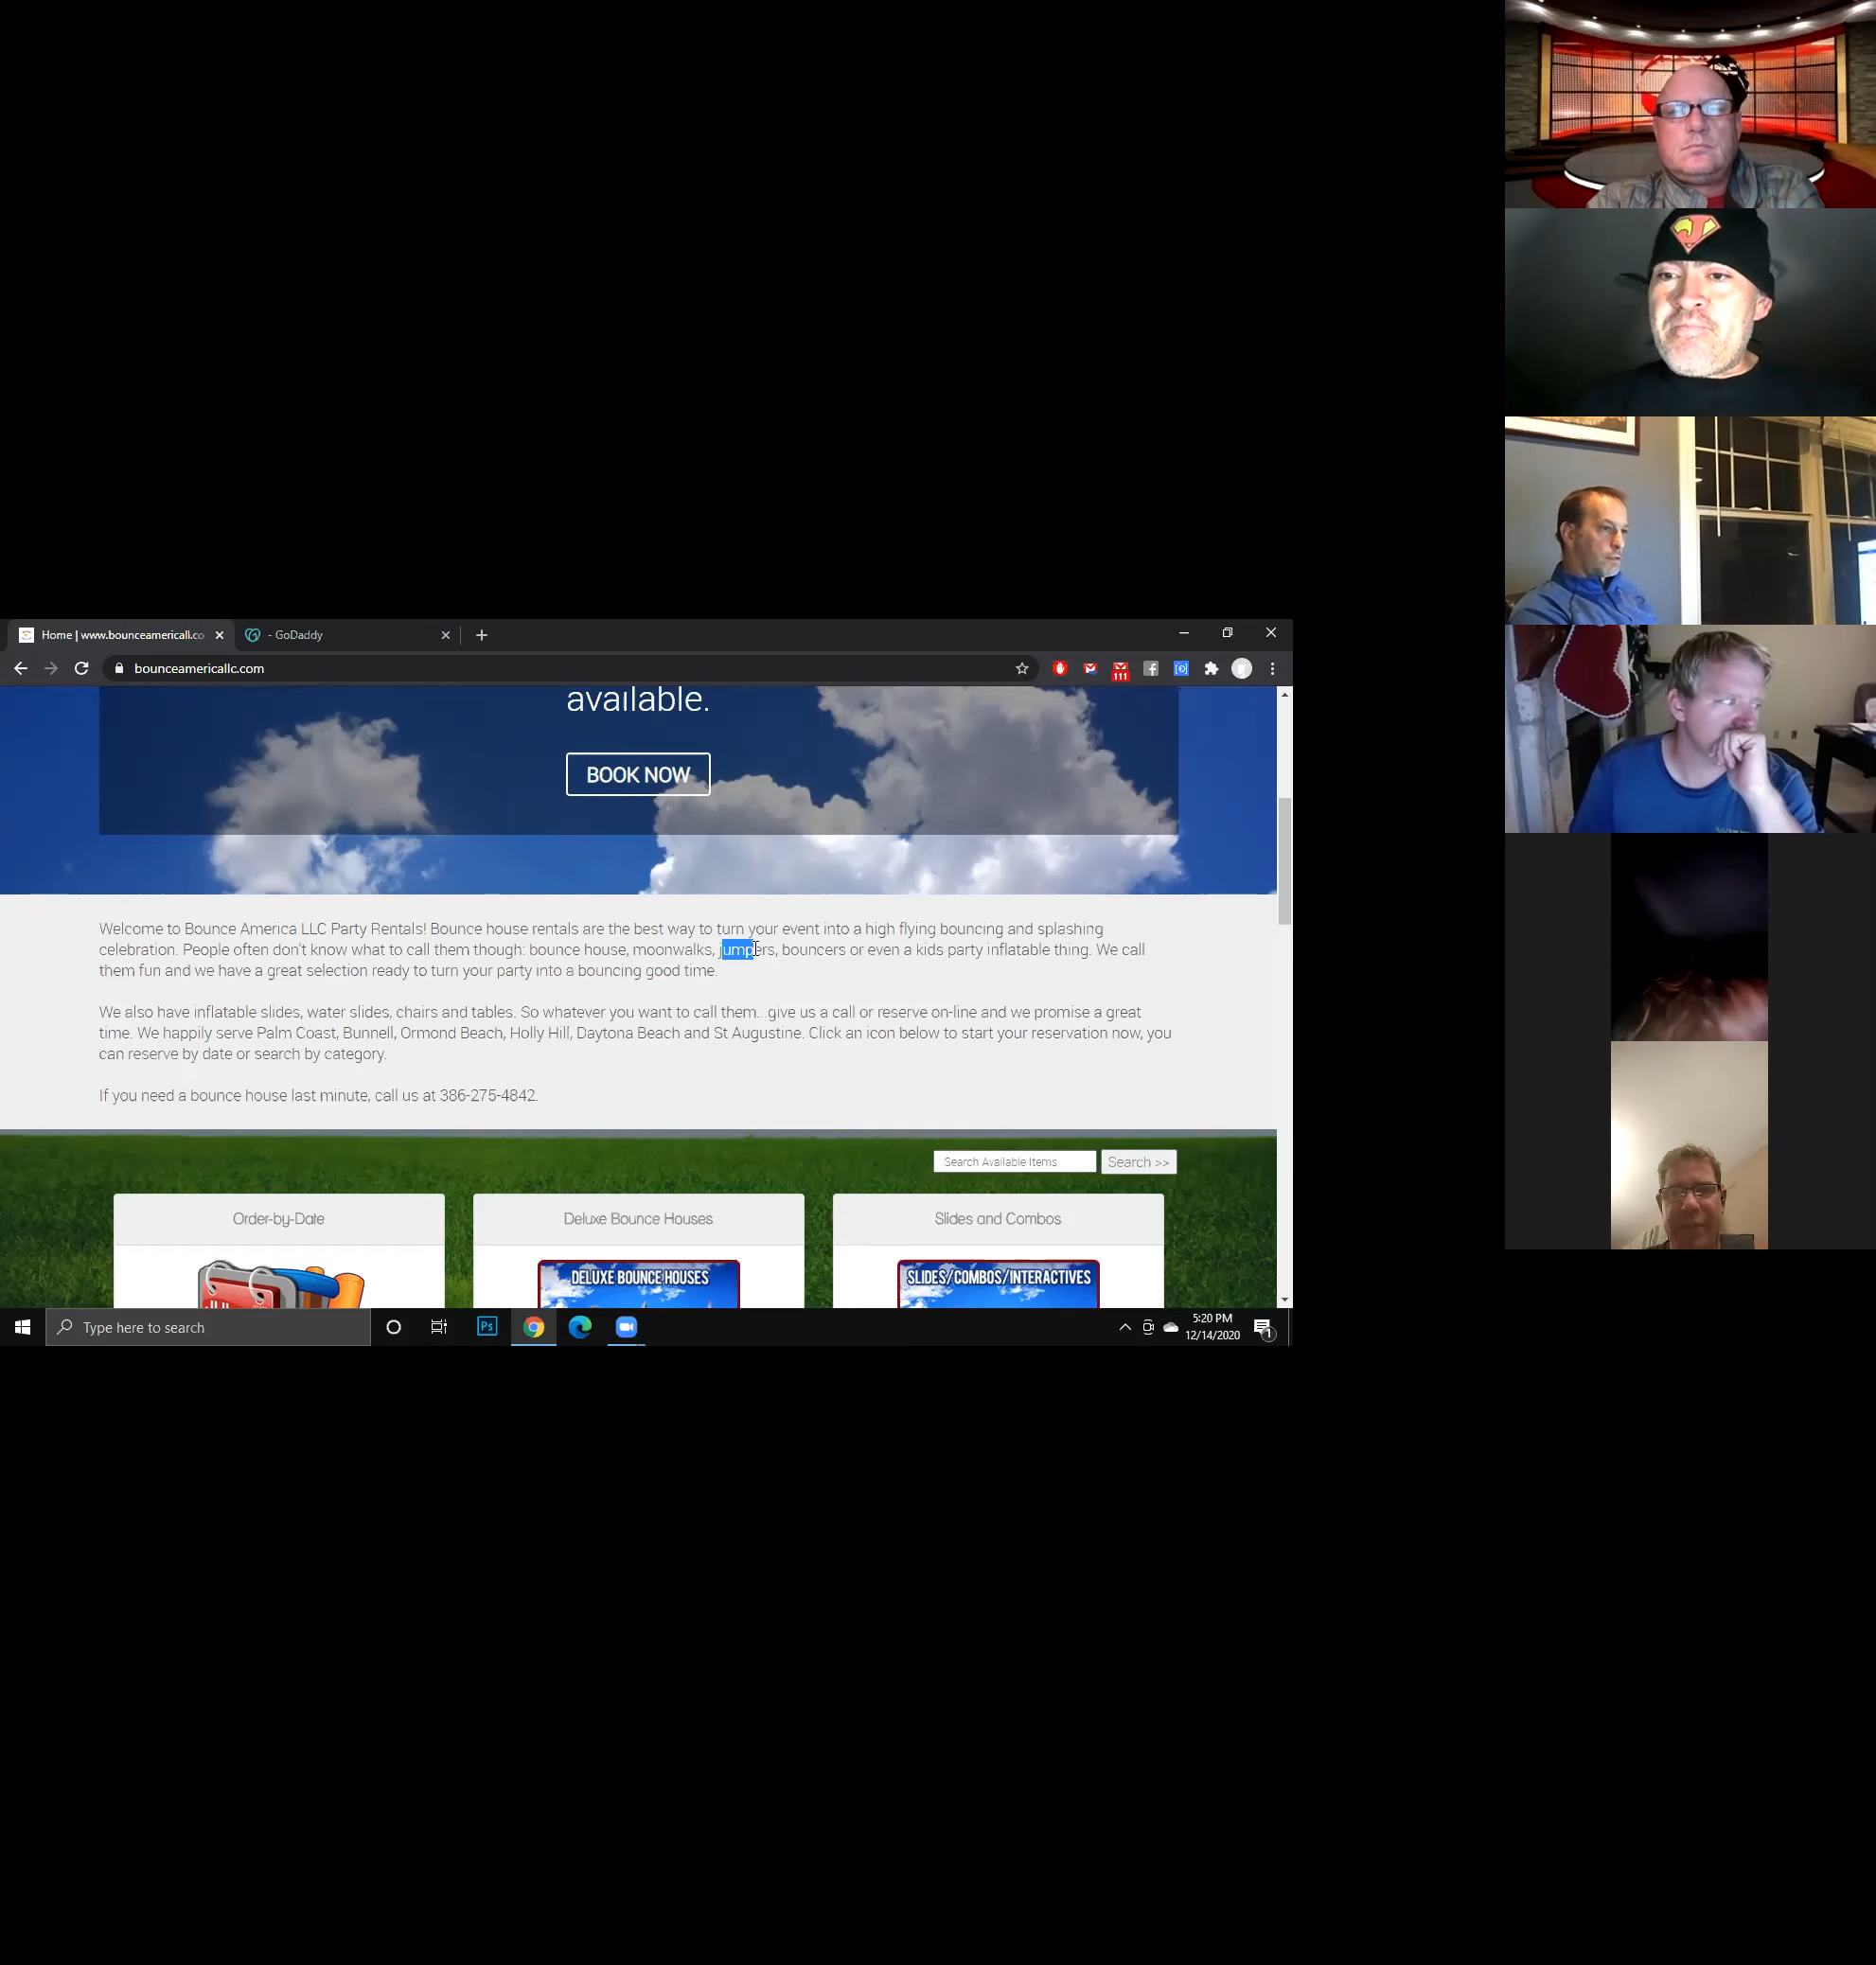 Home | www.bounceamericall.co
- GoDaddy
bounceamericallc.com
111
available.
BOOK NOW
Welcome to Bounce America LLC Party Rentals! Bounce house rentals are the best way to turn your event into a high flying bouncing and splashing
celebration. People often don't know what to call them though: bounce house, moonwalks, jumpers, bouncers or even a kids party inflatable thing. We call
them fun and we have a great selection ready to turn your party into a bouncing good time.
We also have inflatable slides, water slides, chairs and tables. So whatever you want to call them...give us a call or reserve on-line and we promise a great
time. We happily serve Palm Coast, Bunnell, Ormond Beach, Holly Hill, Daytona Beach and St Augustine. Click an icon below to start your reservation now, you
can reserve by date or search by category.
If you need a bounce house last minute, call us at 386-275-4842.
Search Available Items
Search >>
Order-by-Date
Deluxe Bounce Houses
Slides and Combos
DELUXE BOUNCE HOUSES
SLIDES/COMBOS/INTERACTIVES
Type here to search
Ps
5:20 PM
12/14/2020
1
J